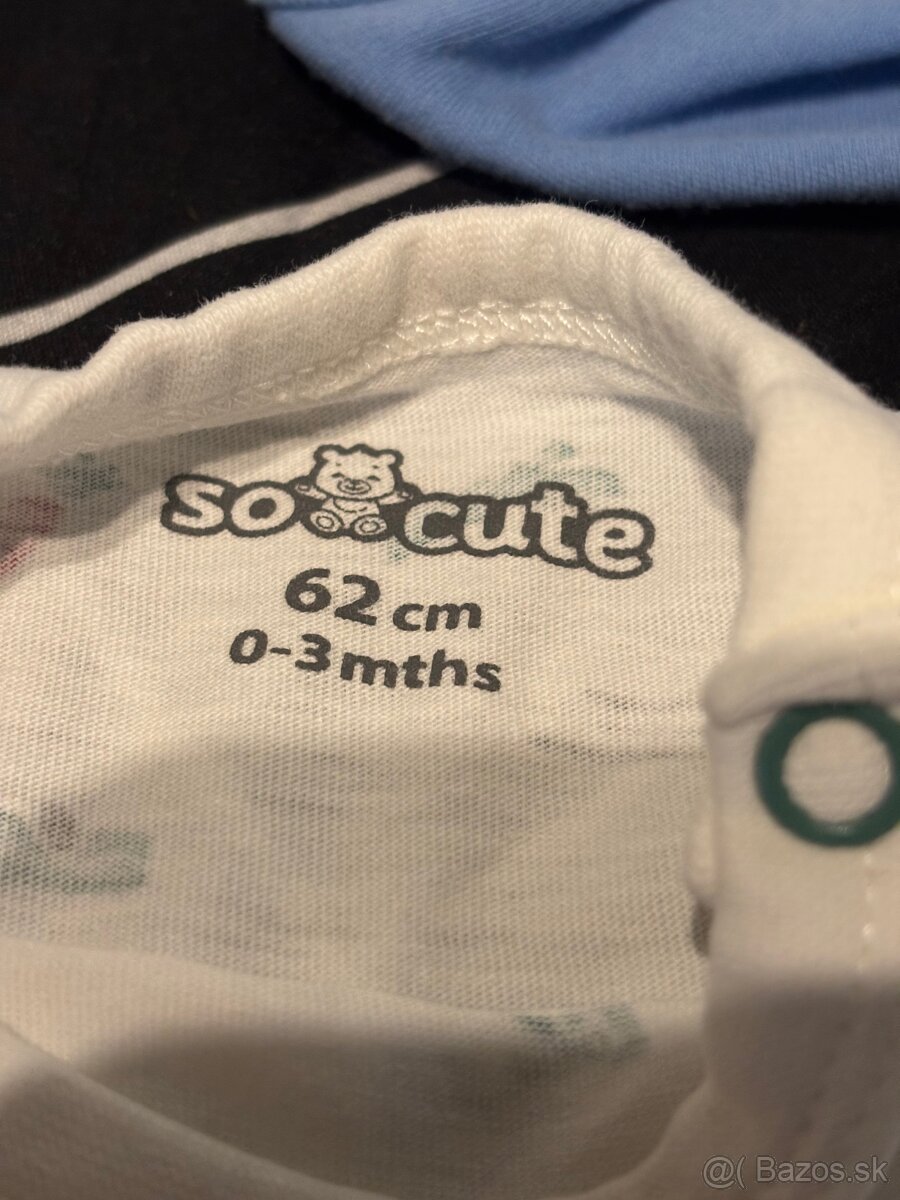 so cute
62 cm
0-3 mths
@( Bazos.sk